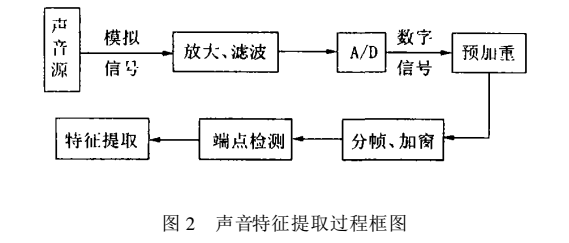 声音源
模拟
信号
放大、滤波
A/D
数字
信号
预加重
特征提取
端点检测
分帧、加窗
图 2 声音特征提取过程框图